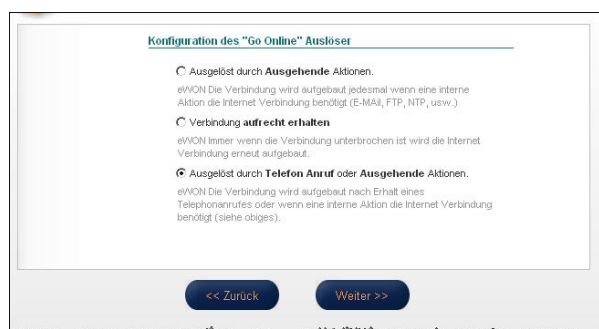 Konfiguration des "Go Online" Auslöser
Ausgelöst durch Ausgehende Aktionen.
eWON Die Verbindung wird aufgebaut jedesmal wenn eine interne
Aktion die Internet Verbindung benötigt (E-MAil, FTP, NTP, usw.)
Verbindung aufrecht erhalten
eWON Immer wenn die Verbindung unterbrochen ist wird die Internet
Verbindung erneut aufgebaut.
Ausgelöst durch Telefon Anruf oder Ausgehende Aktionen.
eWON Die Verbindung wird aufgebaut nach Erhalt eines
Telephonanrufes oder wenn eine interne Aktion die Internet Verbindung
benötigt (siehe obiges).
<< Zurück
Weiter >>